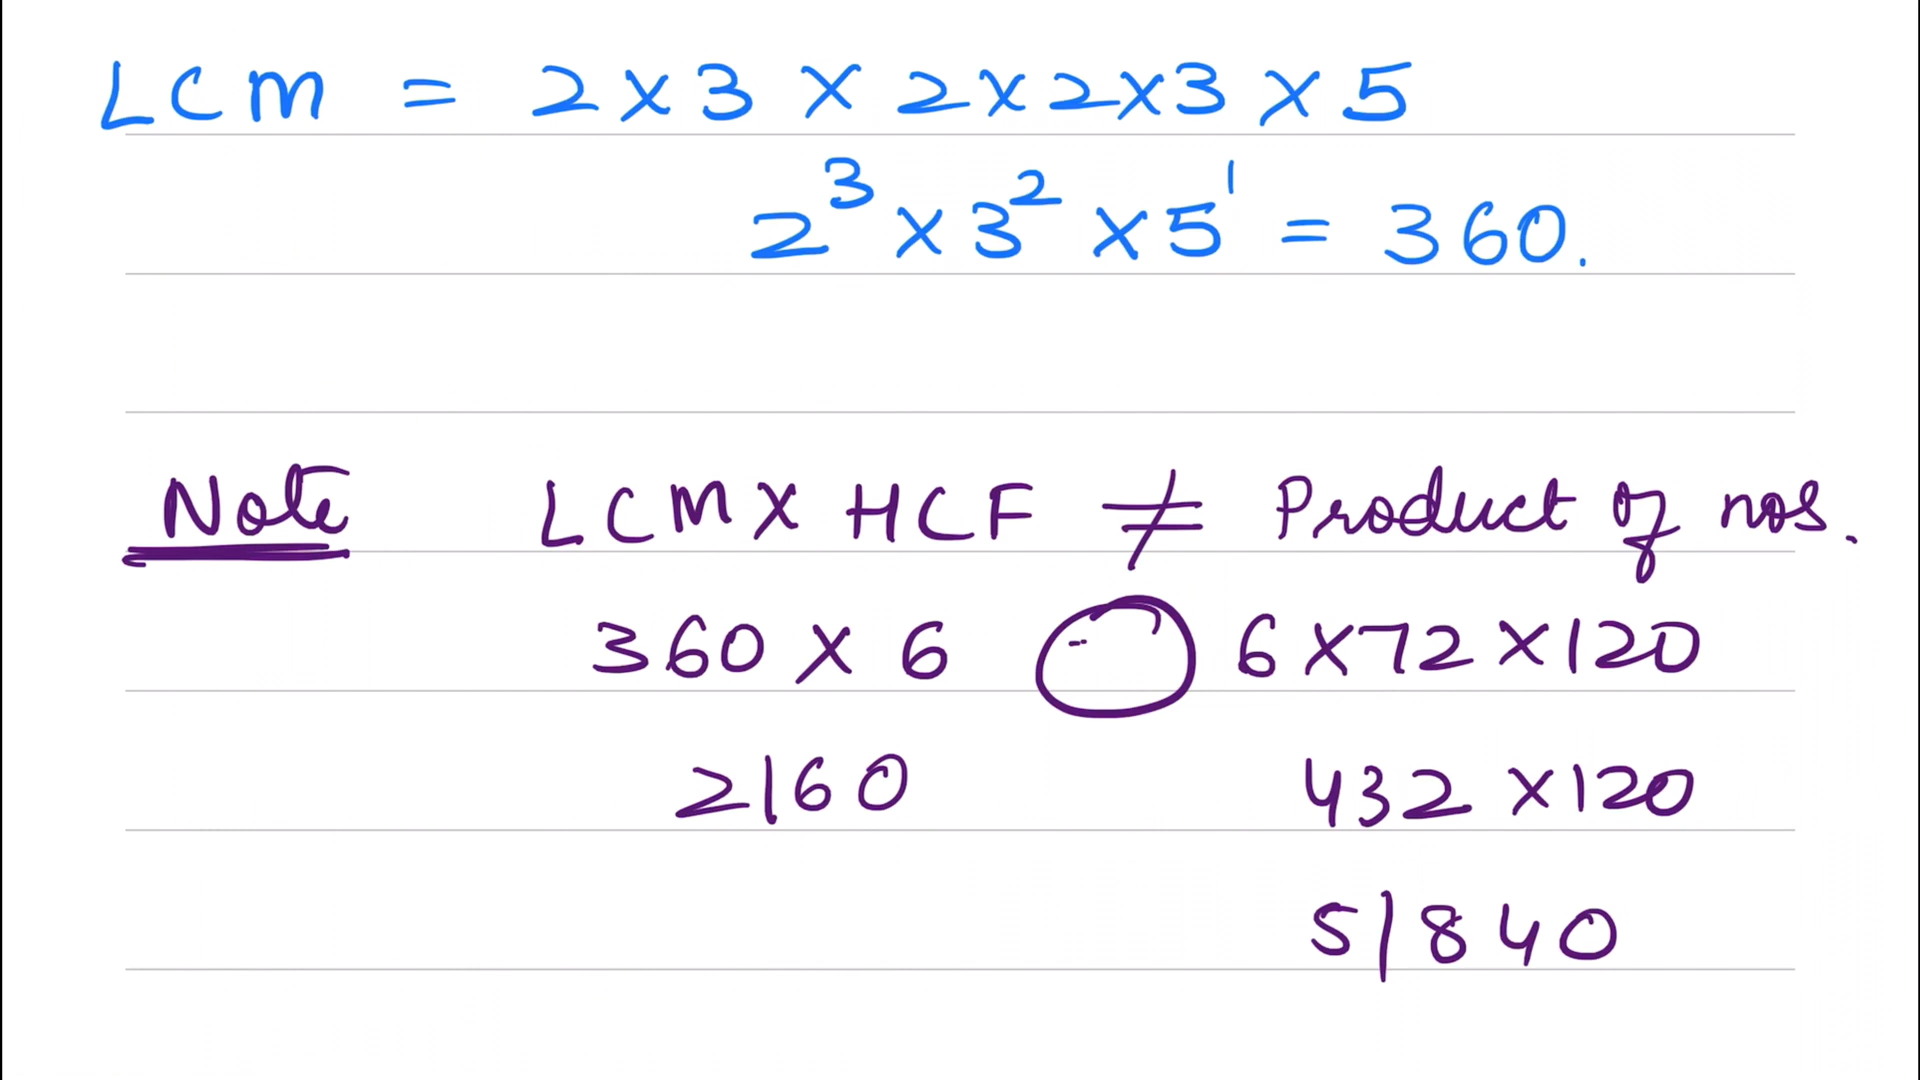 LCM = 2×3 × 2×2×3 × 5
2³ × 3² × 5¹ = 360.
Note LCM × HCF ≠ Product of nos.
360 × 6 6×72×120
2160 432 ×120
51840